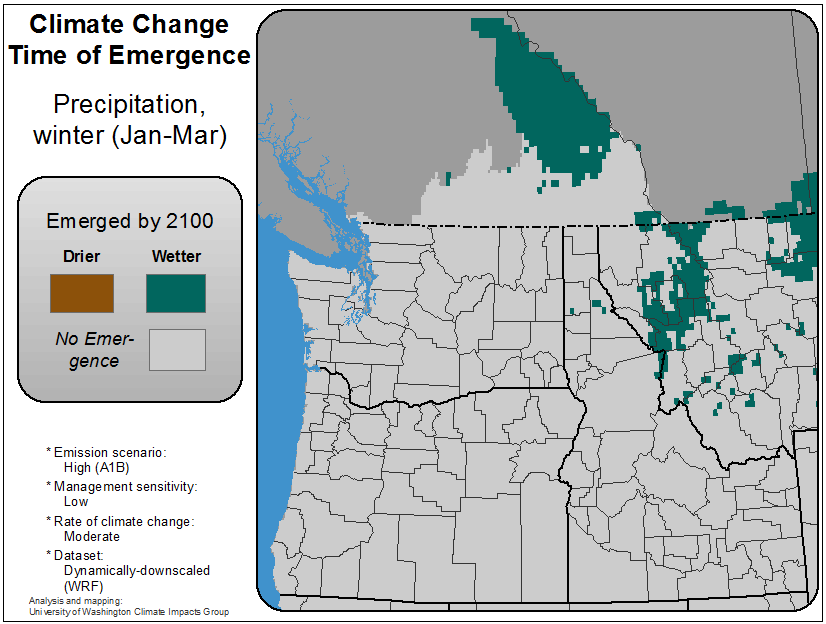 Climate Change
Time of Emergence
Precipitation,
winter (Jan-Mar)
Emerged by 2100
Drier Wetter
No Emer-
gence
* Emission scenario:
High (A1B)
* Management sensitivity:
Low
* Rate of climate change:
Moderate
* Dataset:
Dynamically-downscaled
(WRF)
Analysis and mapping:
University of Washington Climate Impacts Group